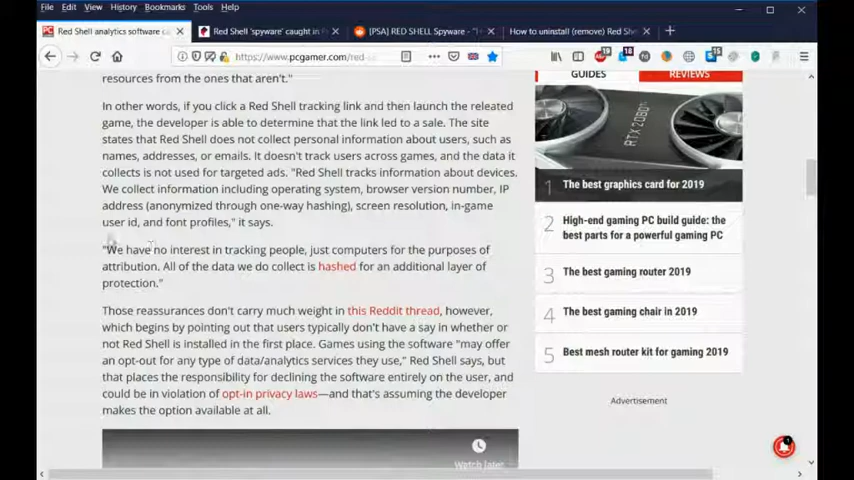 File Edit View History Bookmarks Tools Help
Red Shell analytics software ca
Red Shell 'spyware' caught in P
[PSA] RED SHELL Spyware - "I
How to uninstall (remove) Red She
https://www.pcgamer.com/red-s
19
18
15
resources from the ones that aren't."
In other words, if you click a Red Shell tracking link and then launch the releated
game, the developer is able to determine that the link led to a sale. The site
states that Red Shell does not collect personal information about users, such as
names, addresses, or emails. It doesn't track users across games, and the data it
collects is not used for targeted ads. "Red Shell tracks information about devices.
We collect information including operating system, browser version number, IP
address (anonymized through one-way hashing), screen resolution, in-game
user id, and font profiles," it says.
"We have no interest in tracking people, just computers for the purposes of
attribution. All of the data we do collect is hashed for an additional layer of
protection."
Those reassurances don't carry much weight in this Reddit thread, however,
which begins by pointing out that users typically don't have a say in whether or
not Red Shell is installed in the first place. Games using the software "may offer
an opt-out for any type of data/analytics services they use," Red Shell says, but
that places the responsibility for declining the software entirely on the user, and
could be in violation of opt-in privacy laws—and that's assuming the developer
makes the option available at all.
Watch later
GUIDES
REVIEWS
RTX 2080 Ti
1 The best graphics card for 2019
2 High-end gaming PC build guide: the
best parts for a powerful gaming PC
3 The best gaming router 2019
4 The best gaming chair in 2019
5 Best mesh router kit for gaming 2019
Advertisement